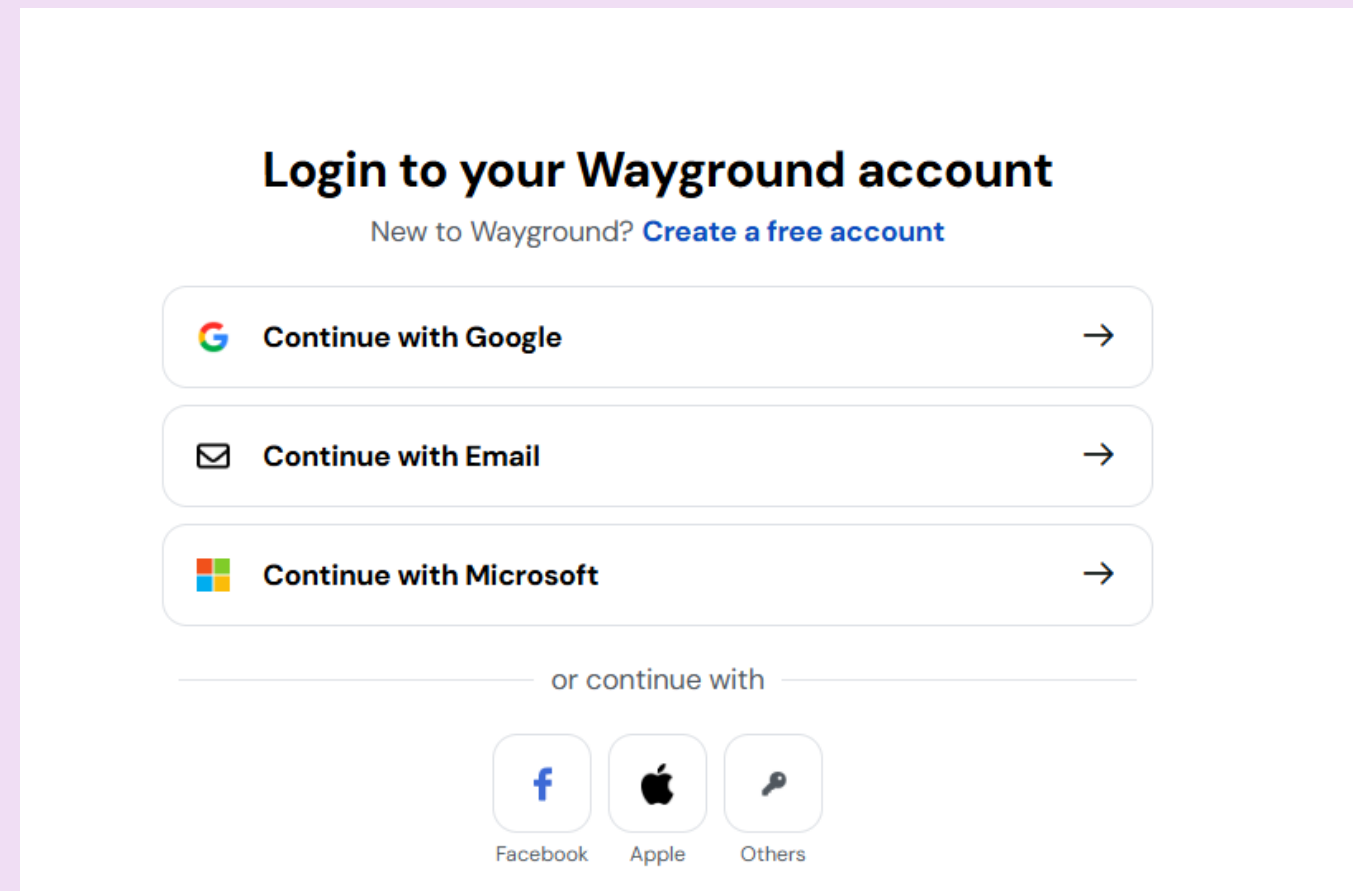 Login to your Wayground account
New to Wayground? Create a free account
Continue with Google
Continue with Email
Continue with Microsoft
or continue with
Facebook Apple Others